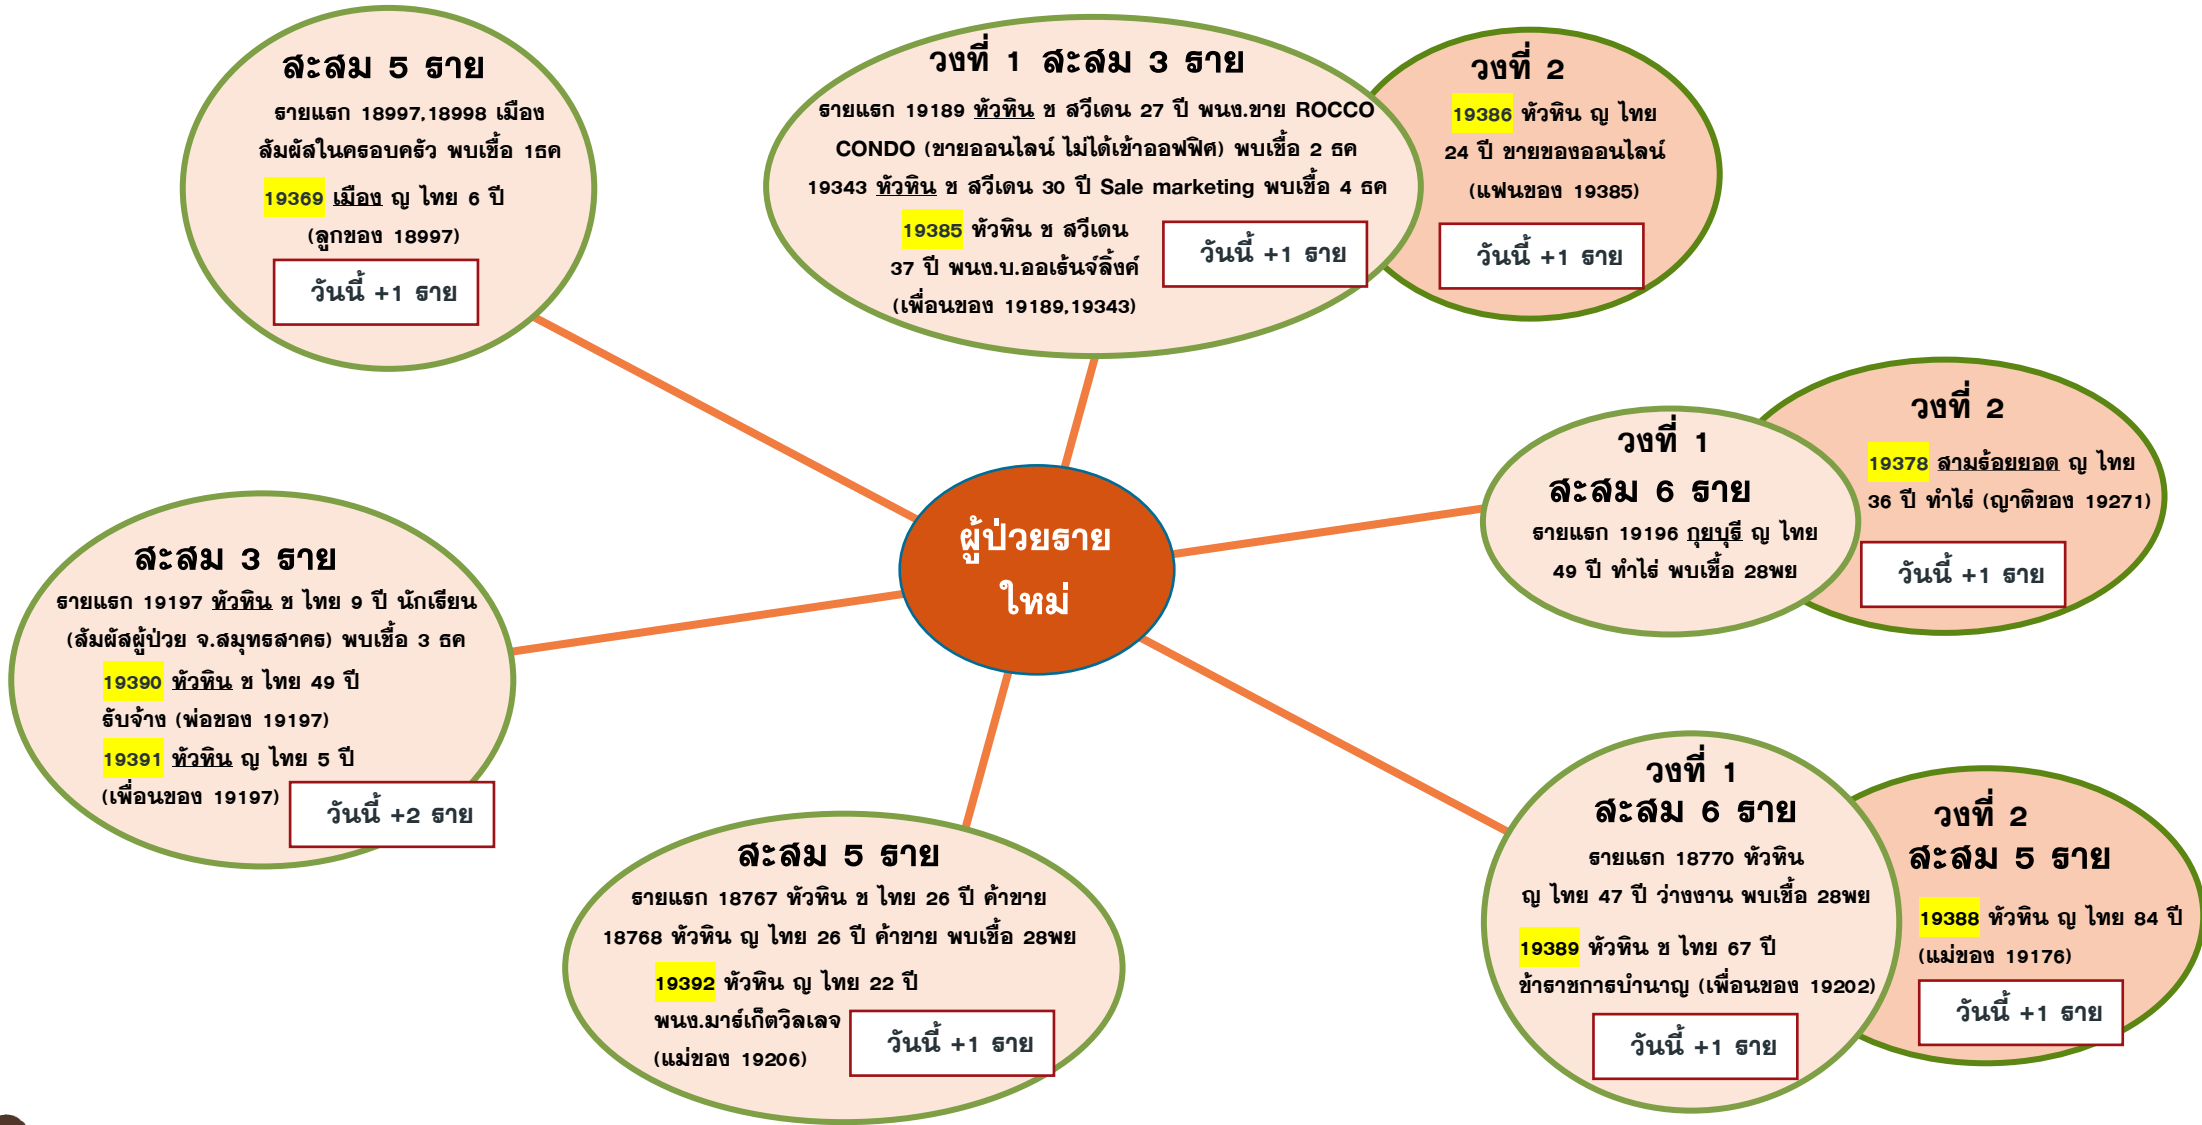 สะสม 5 ราย
รายแรก 18997,18998 เมือง
สัมผัสในครอบครัว พบเชื้อ 1ธค
19369 เมือง ญ ไทย 6 ปี
(ลูกของ 18997)
วันนี้ +1 ราย
วงที่ 1 สะสม 3 ราย
รายแรก 19189 หัวหิน ช สวีเดน 27 ปี พนง.ขาย ROCCO
CONDO (ขายออนไลน์ ไม่ได้เข้าออฟฟิศ) พบเชื้อ 2 ธค
19343 หัวหิน ช สวีเดน 30 ปี Sale marketing พบเชื้อ 4 ธค
19385 หัวหิน ช สวีเดน
37 ปี พนง.บ.ออเร้นจ์ลิ้งค์
(เพื่อนของ 19189,19343)
วันนี้ +1 ราย
วงที่ 2
19386 หัวหิน ญ ไทย
24 ปี ขายของออนไลน์
(แฟนของ 19385)
วันนี้ +1 ราย
วงที่ 1
สะสม 6 ราย
รายแรก 19196 กุยบุรี ญ ไทย
49 ปี ทำไร่ พบเชื้อ 28พย
วงที่ 2
19378 สามร้อยยอด ญ ไทย
36 ปี ทำไร่ (ญาติของ 19271)
วันนี้ +1 ราย
ผู้ป่วยราย
ใหม่
สะสม 3 ราย
รายแรก 19197 หัวหิน ช ไทย 9 ปี นักเรียน
(สัมผัสผู้ป่วย จ.สมุทรสาคร) พบเชื้อ 3 ธค
19390 หัวหิน ช ไทย 49 ปี
รับจ้าง (พ่อของ 19197)
19391 หัวหิน ญ ไทย 5 ปี
(เพื่อนของ 19197)
วันนี้ +2 ราย
สะสม 5 ราย
รายแรก 18767 หัวหิน ช ไทย 26 ปี ค้าขาย
18768 หัวหิน ญ ไทย 26 ปี ค้าขาย พบเชื้อ 28พย
19392 หัวหิน ญ ไทย 22 ปี
พนง.มาร์เก็ตวิลเลจ
(แม่ของ 19206)
วันนี้ +1 ราย
วงที่ 1
สะสม 6 ราย
รายแรก 18770 หัวหิน
ญ ไทย 47 ปี ว่างงาน พบเชื้อ 28พย
19389 หัวหิน ช ไทย 67 ปี
ข้าราชการบำนาญ (เพื่อนของ 19202)
วันนี้ +1 ราย
วงที่ 2
สะสม 5 ราย
19388 หัวหิน ญ ไทย 84 ปี
(แม่ของ 19176)
วันนี้ +1 ราย